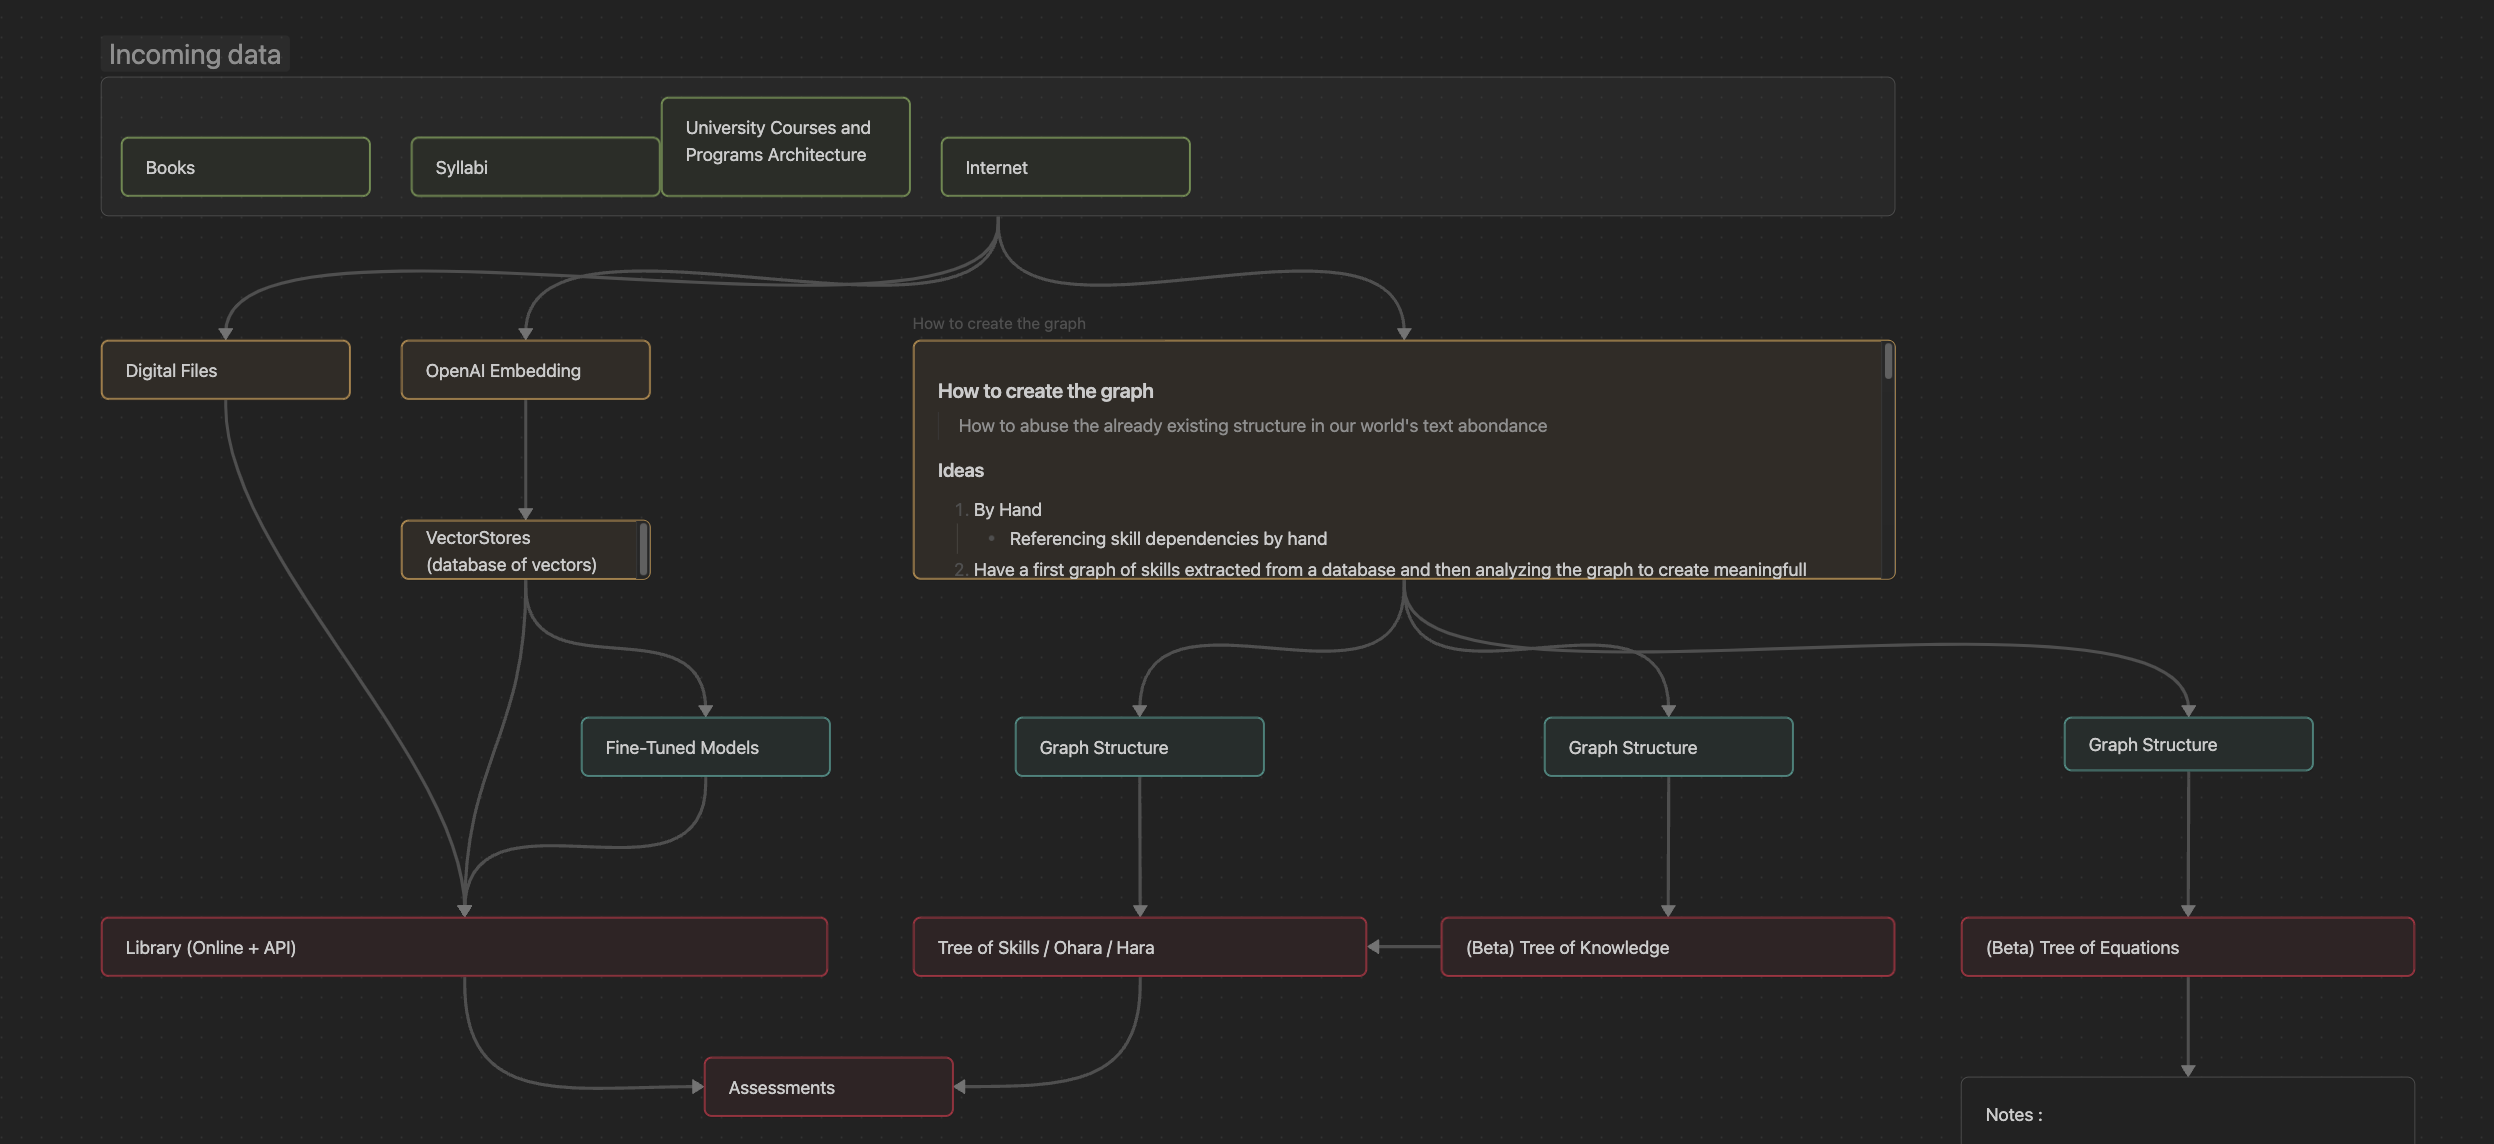 Incoming data
University Courses and
Programs Architecture
Books
Syllabi
Internet
How to create the graph
Digital Files
OpenAI Embedding
How to create the graph
How to abuse the already existing structure in our world's text abondance
Ideas
1. By Hand
• Referencing skill dependencies by hand
2. Have a first graph of skills extracted from a database and then analyzing the graph to create meaningfull
VectorStores
(database of vectors)
Fine-Tuned Models
Graph Structure
Graph Structure
Graph Structure
Library (Online + API)
Tree of Skills / Ohara / Hara
(Beta) Tree of Knowledge
(Beta) Tree of Equations
Assessments
Notes :